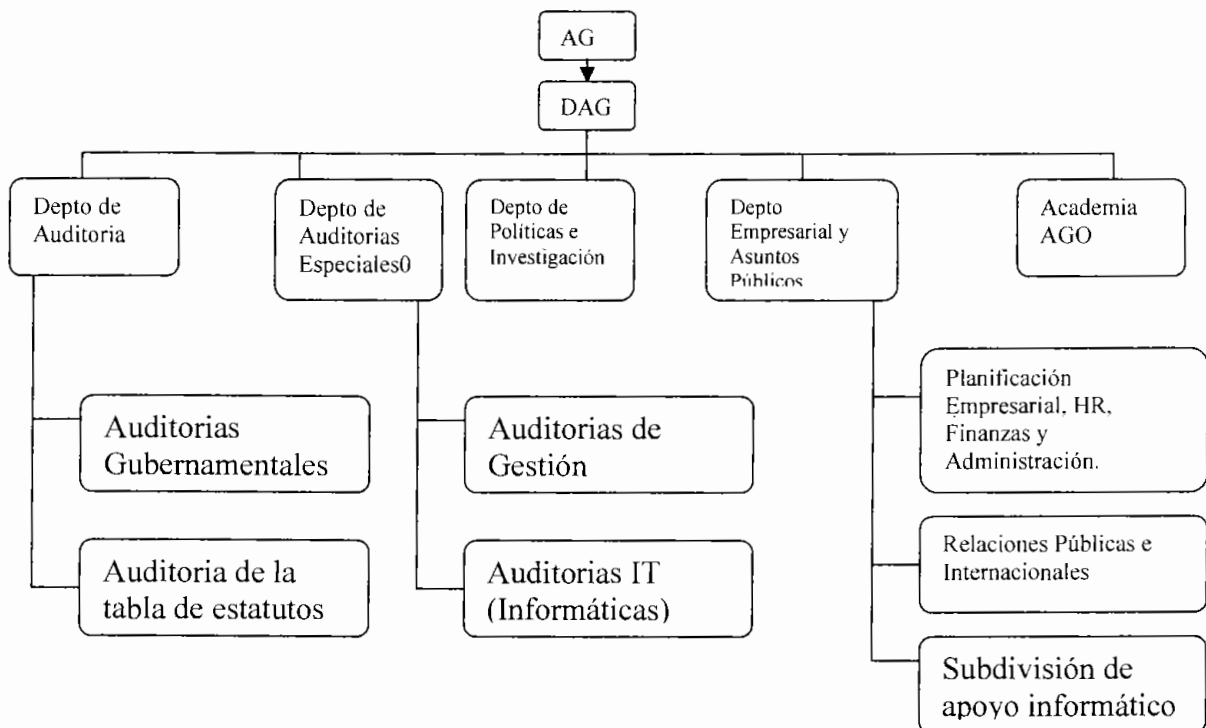 AG
DAG
Depto de
Auditoria
Depto de
Auditorias
Especiales0
Depto de
Políticas e
Investigación
Depto
Empresarial y
Asuntos
Públicos
Academia
AGO
Auditorias
Gubernamentales
Auditoria de la
tabla de estatutos
Auditorias de
Gestión
Auditorias IT
(Informáticas)
Planificación
Empresarial, HR,
Finanzas y
Administración.
Relaciones Públicas e
Internacionales
Subdivisión de
apoyo informático